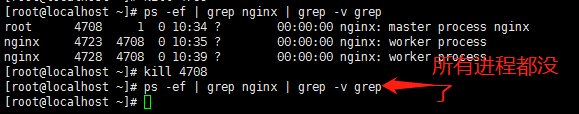 [root@localhost ~]# ps -ef | grep nginx | grep -v grep
root 4708 1 0 10:34 ? 00:00:00 nginx: master process nginx
nginx 4723 4708 0 10:35 ? 00:00:00 nginx: worker process
nginx 4728 4708 0 10:39 ? 00:00:00 nginx: worker process
[root@localhost ~]# kill 4708
[root@localhost ~]# ps -ef | grep nginx | grep -v grep
[root@localhost ~]#
所有进程都没
了